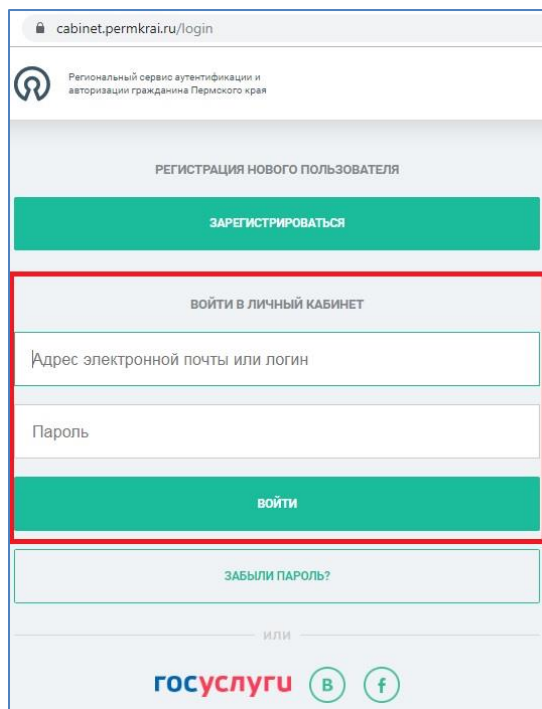 cabinet.permkrai.ru/login
Региональный сервис аутентификации и
авторизации гражданина Пермского края
РЕГИСТРАЦИЯ НОВОГО ПОЛЬЗОВАТЕЛЯ
ЗАРЕГИСТРИРОВАТЬСЯ
ВОЙТИ В ЛИЧНЫЙ КАБИНЕТ
Адрес электронной почты или логин
Пароль
ВОЙТИ
ЗАБЫЛИ ПАРОЛЬ?
ИЛИ
госуслуги B f